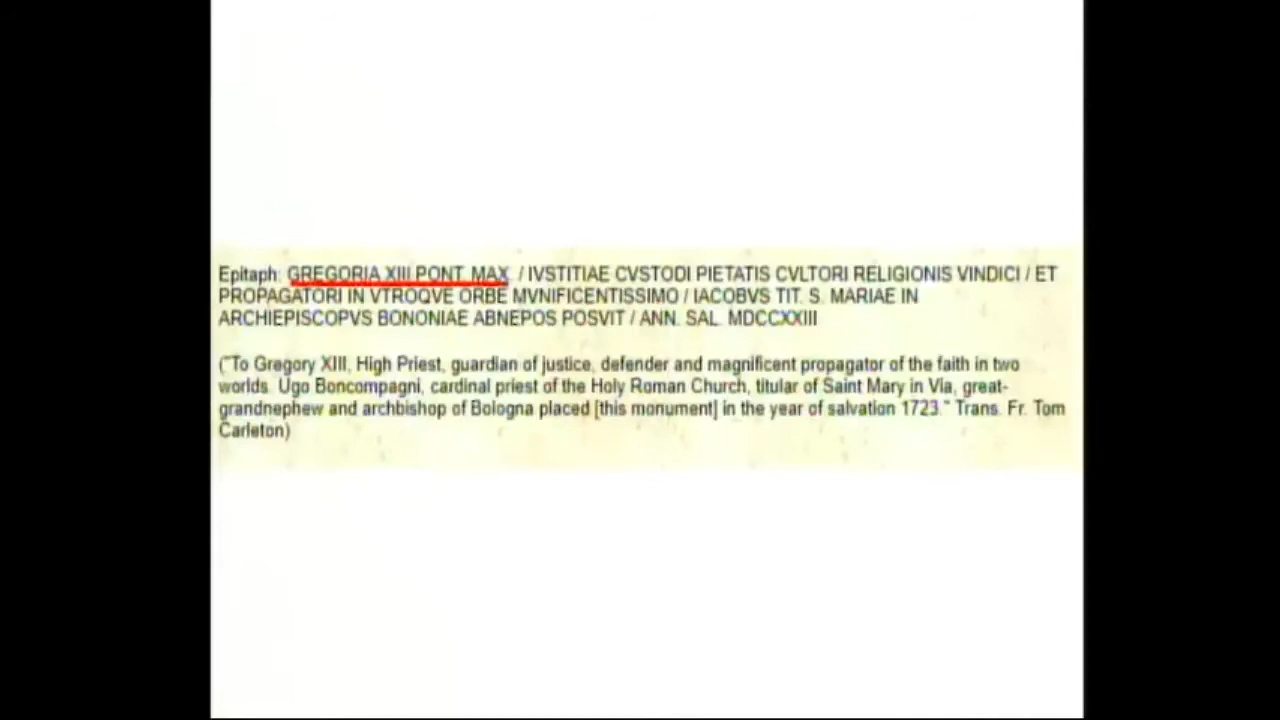 Epitaph: GREGORIA XIII PONT. MAX. / IVSTITIAE CVSTODI PIETATIS CVLTORI RELIGIONIS VINDICI / ET
PROPAGATORI IN VTROQVE ORBE MVNIFICENTISSIMO / IACOBVS TIT. S. MARIAE IN
ARCHIEPISCOPVS BONONIAE ABNEPOS POSVIT / ANN. SAL. MDCCXXIII
("To Gregory XIII, High Priest, guardian of justice, defender and magnificent propagator of the faith in two
worlds. Ugo Boncompagni, cardinal priest of the Holy Roman Church, titular of Saint Mary in Via, great-
grandnephew and archbishop of Bologna placed [this monument] in the year of salvation 1723." Trans. Fr. Tom
Carleton)